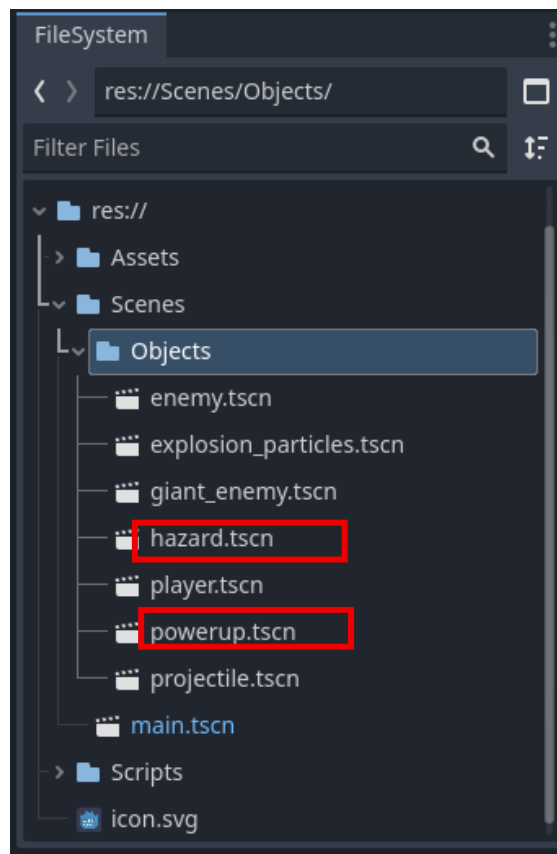 FileSystem
res://Scenes/Objects/
Filter Files
res://
Assets
Scenes
Objects
enemy.tscn
explosion_particles.tscn
giant_enemy.tscn
hazard.tscn
player.tscn
powerup.tscn
projectile.tscn
main.tscn
Scripts
icon.svg